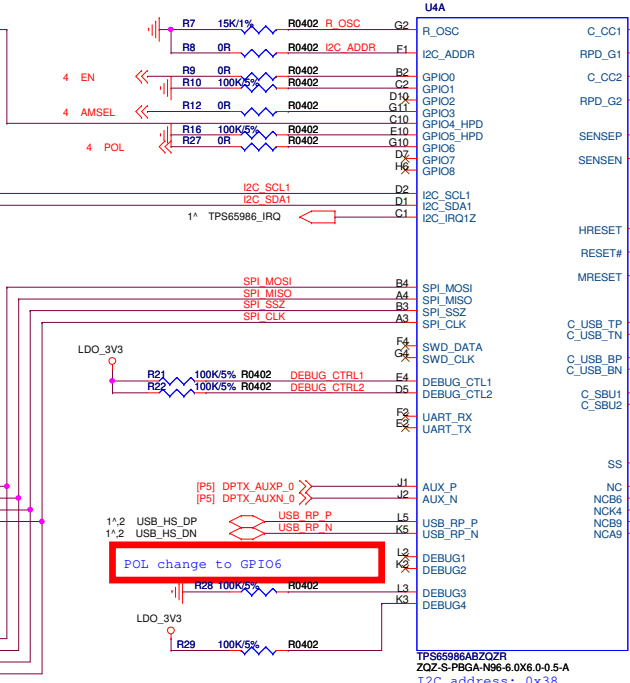 U4A
R7 15K/1% R0402 R_OSC G2 R_OSC C_CC1
R8 0R R0402 I2C_ADDR F1 I2C_ADDR RPD_G1
4 EN R9 0R R0402 B2 GPIO0 C_CC2
R10 100K/5% R0402 C2 GPIO1
D10 GPIO2 RPD_G2
4 AMSEL R12 0R R0402 G11 GPIO3
C10 GPIO4_HPD
R16 100K/5% R0402 E10 GPIO5_HPD SENSEP
4 POL R27 0R R0402 G10 GPIO6
D7 GPIO7 SENSEN
H6 GPIO8
I2C_SCL1 D2 I2C_SCL1
I2C_SDA1 D1 I2C_SDA1
1^ TPS65986_IRQ C1 I2C_IRQ1Z
HRESET
RESET#
MRESET
SPI_MOSI B4 SPI_MOSI
SPI_MISO A4 SPI_MISO
SPI_SSZ B3 SPI_SSZ
SPI_CLK A3 SPI_CLK C_USB_TP
C_USB_TN
LDO_3V3 F4 SWD_DATA
G4 SWD_CLK C_USB_BP
C_USB_BN
R21 100K/5% R0402 DEBUG_CTRL1 E4 DEBUG_CTL1
R22 100K/5% R0402 DEBUG_CTRL2 D5 DEBUG_CTL2 C_SBU1
C_SBU2
F2 UART_RX
E2 UART_TX
SS
[P5] DPTX_AUXP_0 J1 AUX_P NC
[P5] DPTX_AUXN_0 J2 AUX_N NCB6
NCK4
1^,2 USB_HS_DP USB_RP_P L5 USB_RP_P NCB9
1^,2 USB_HS_DN USB_RP_N K5 USB_RP_N NCA9
POL change to GPIO6 L2 DEBUG1
K2 DEBUG2
R28 100K/5% R0402 L3 DEBUG3
K3 DEBUG4
LDO_3V3
R29 100K/5% R0402
TPS65986ABZQZR
ZQZ-S-PBGA-N96-6.0X6.0-0.5-A
I2C address: 0x38